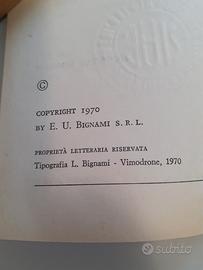 ©
COPYRIGHT 1970
BY E. U. BIGNAMI S. R. L.
PROPRIETÀ LETTERARIA RISERVATA
Tipografia L. Bignami - Vimodrone, 1970
subito